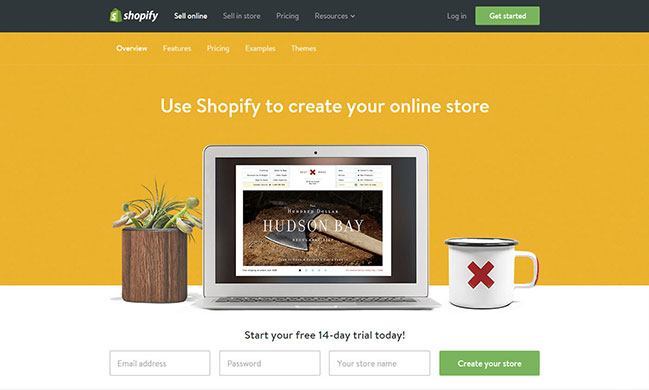 shopify
Sell online
Sell in store
Pricing
Resources
Log in
Get started
Overview
Features
Pricing
Examples
Themes
Use Shopify to create your online store
HUNDRED DOLLAR
HUDSON BAY
Start your free 14-day trial today!
Email address
Password
Your store name
Create your store